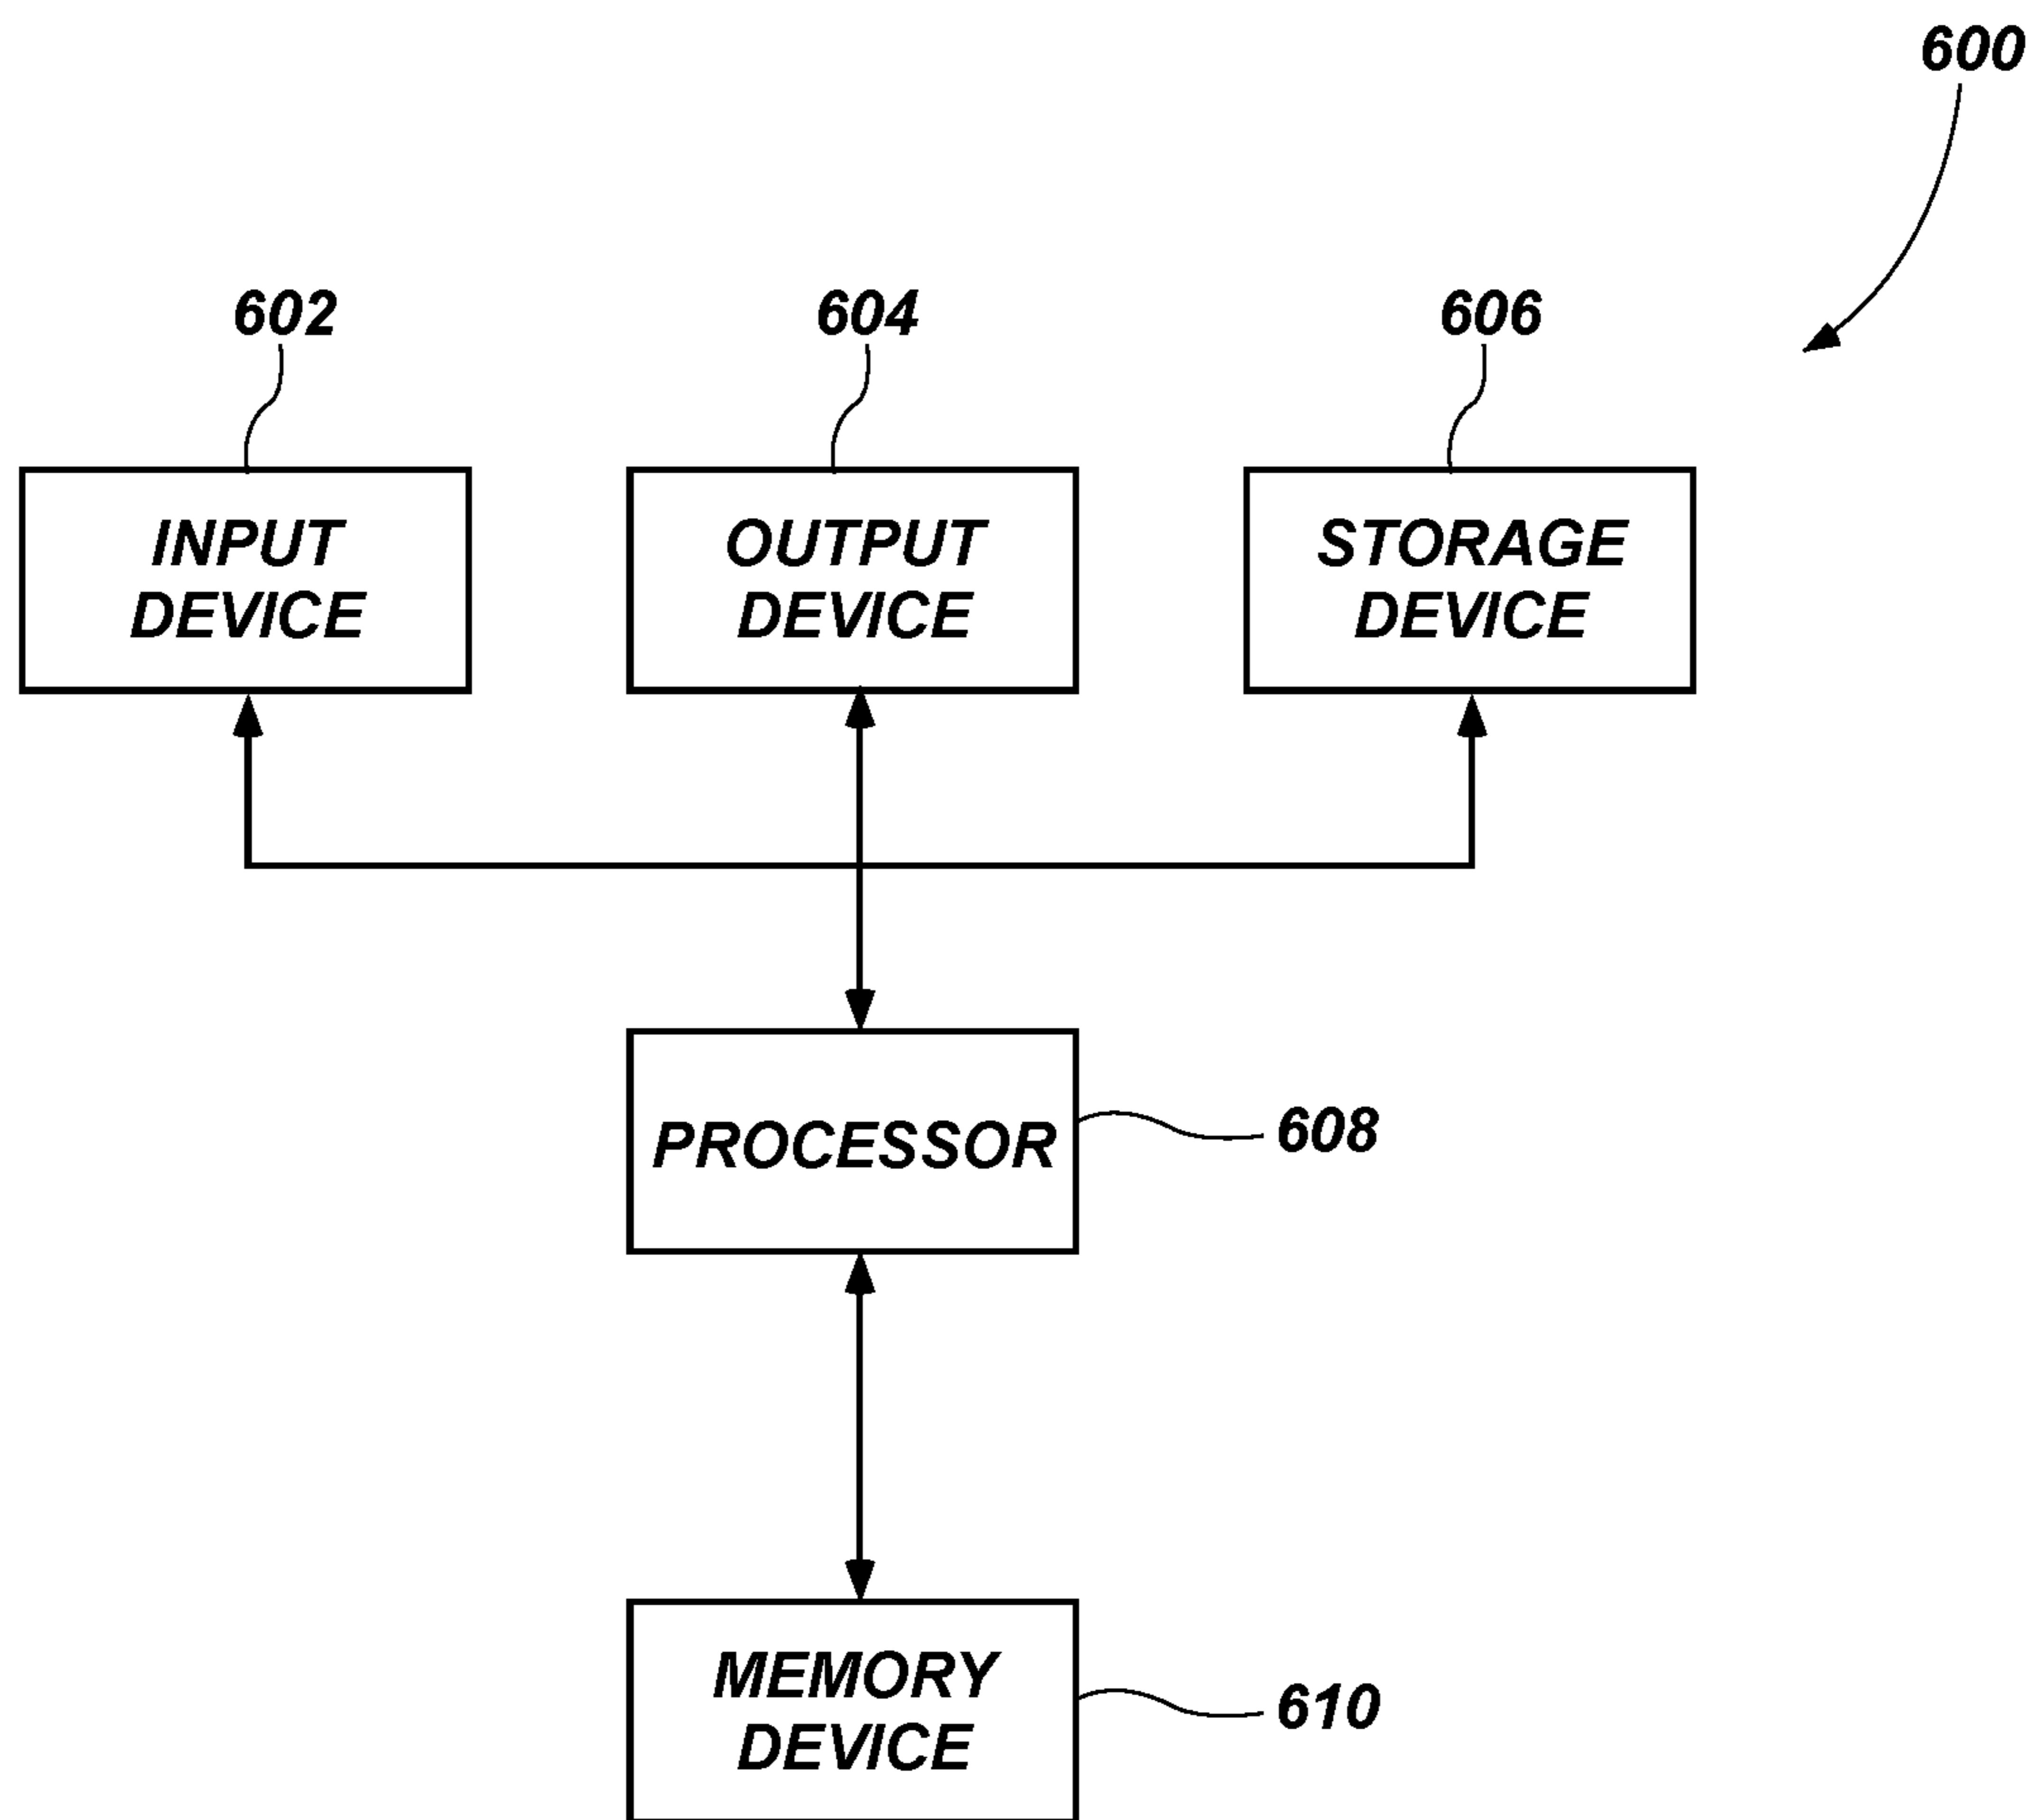 600
602
604
606
INPUT
DEVICE
OUTPUT
DEVICE
STORAGE
DEVICE
PROCESSOR
608
MEMORY
DEVICE
610